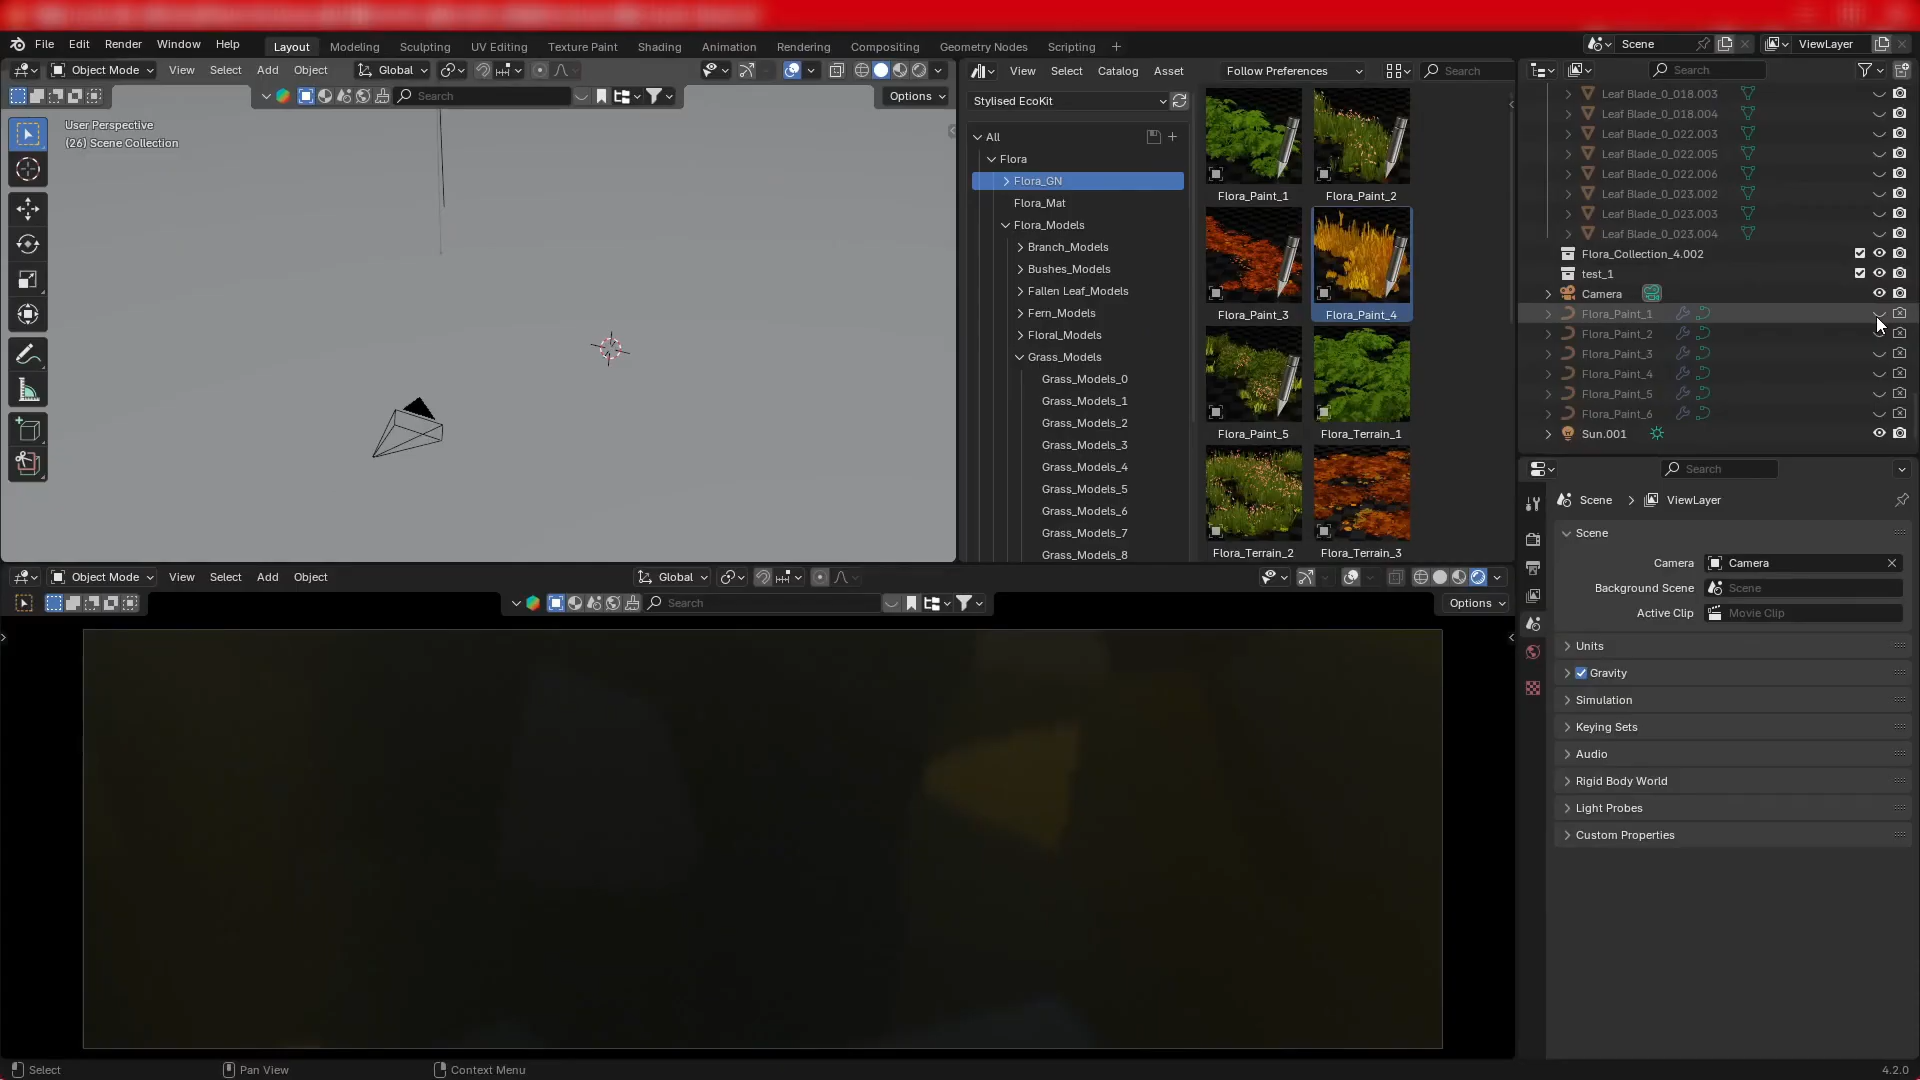 File Edit Render Window Help
Layout Modeling Sculpting UV Editing Texture Paint Shading Animation Rendering Compositing Geometry Nodes Scripting +
Scene
ViewLayer
Object Mode View Select Add Object
Global
Search
Options
User Perspective
(26) Scene Collection
View Select Catalog Asset
Follow Preferences
Search
Stylised EcoKit
All
Flora
Flora_GN
Flora_Mat
Flora_Models
Branch_Models
Bushes_Models
Fallen Leaf_Models
Fern_Models
Floral_Models
Grass_Models
Grass_Models_0
Grass_Models_1
Grass_Models_2
Grass_Models_3
Grass_Models_4
Grass_Models_5
Grass_Models_6
Grass_Models_7
Grass_Models_8
Flora_Paint_1 Flora_Paint_2
Flora_Paint_3 Flora_Paint_4
Flora_Paint_5 Flora_Terrain_1
Flora_Terrain_2 Flora_Terrain_3
Search
Leaf Blade_0_018.003
Leaf Blade_0_018.004
Leaf Blade_0_022.003
Leaf Blade_0_022.005
Leaf Blade_0_022.006
Leaf Blade_0_023.002
Leaf Blade_0_023.003
Leaf Blade_0_023.004
Flora_Collection_4.002
test_1
Camera
Flora_Paint_1
Flora_Paint_2
Flora_Paint_3
Flora_Paint_4
Flora_Paint_5
Flora_Paint_6
Sun.001
Search
Scene ViewLayer
Scene
Camera Camera
Background Scene Scene
Active Clip Movie Clip
Units
Gravity
Simulation
Keying Sets
Audio
Rigid Body World
Light Probes
Custom Properties
Object Mode View Select Add Object
Global
Search
Options
Select Pan View Context Menu
4.2.0